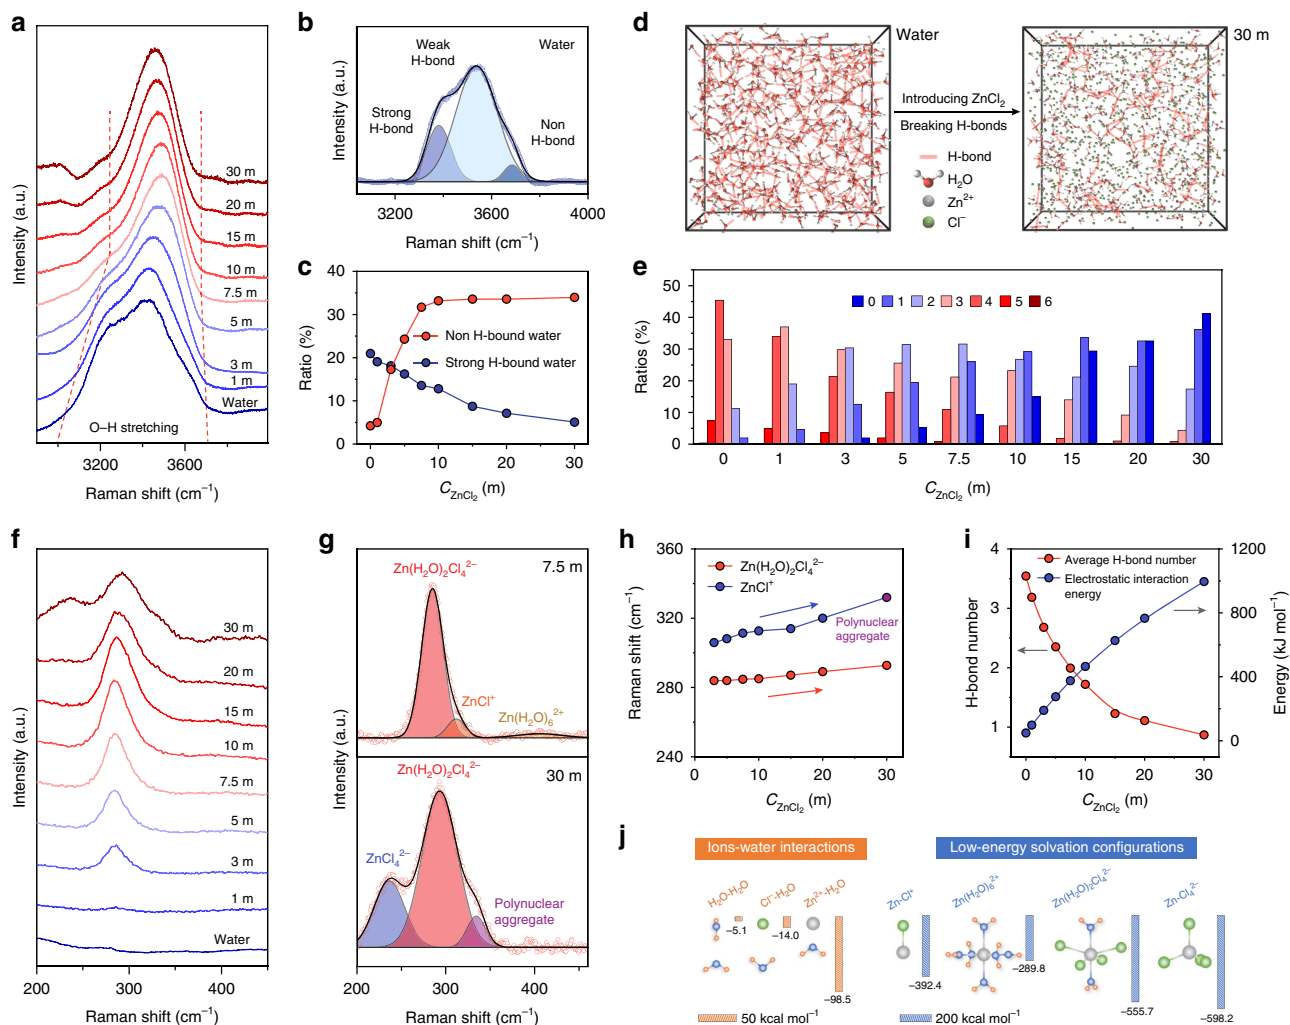 a
Intensity (a.u.)
30 m
20 m
15 m
10 m
7.5 m
5 m
3 m
1 m
Water
O–H stretching
3200 3600
Raman shift (cm⁻¹)
b
Intensity (a.u.)
Weak
H-bond
Water
Strong
H-bond
Non
H-bond
3200 3600 4000
Raman shift (cm⁻¹)
c
Ratio (%)
40
30
20
10
0
Non H-bound water
Strong H-bound water
0 10 20 30
C_ZnCl₂ (m)
d
Water
30 m
Introducing ZnCl₂
Breaking H-bonds
H-bond
H₂O
Zn²⁺
Cl⁻
e
Ratios (%)
50
40
30
20
10
0
0 1 2 3 4 5 6
0 1 3 5 7.5 10 15 20 30
C_ZnCl₂ (m)
f
Intensity (a.u.)
30 m
20 m
15 m
10 m
7.5 m
5 m
3 m
1 m
Water
200 300 400
Raman shift (cm⁻¹)
g
Intensity (a.u.)
Zn(H₂O)₂Cl₄²⁻
7.5 m
ZnCl⁺
Zn(H₂O)₆²⁺
Zn(H₂O)₂Cl₄²⁻
30 m
ZnCl₄²⁻
Polynuclear
aggregate
200 300 400
Raman shift (cm⁻¹)
h
Raman shift (cm⁻¹)
360
320
280
240
Zn(H₂O)₂Cl₄²⁻
ZnCl⁺
Polynuclear
aggregate
0 10 20 30
C_ZnCl₂ (m)
i
H-bond number
4
3
2
1
Average H-bond number
Electrostatic interaction
energy
1200
800
400
0
Energy (kJ mol⁻¹)
0 10 20 30
C_ZnCl₂ (m)
j
Ions-water interactions
H₂O-H₂O
Cl⁻-H₂O
Zn²⁺-H₂O
−5.1
−14.0
−98.5
50 kcal mol⁻¹
Low-energy solvation configurations
Zn-Cl⁺
Zn(H₂O)₆²⁺
Zn(H₂O)₂Cl₄²⁻
Zn-Cl₄²⁻
−392.4
−289.8
−555.7
−598.2
200 kcal mol⁻¹